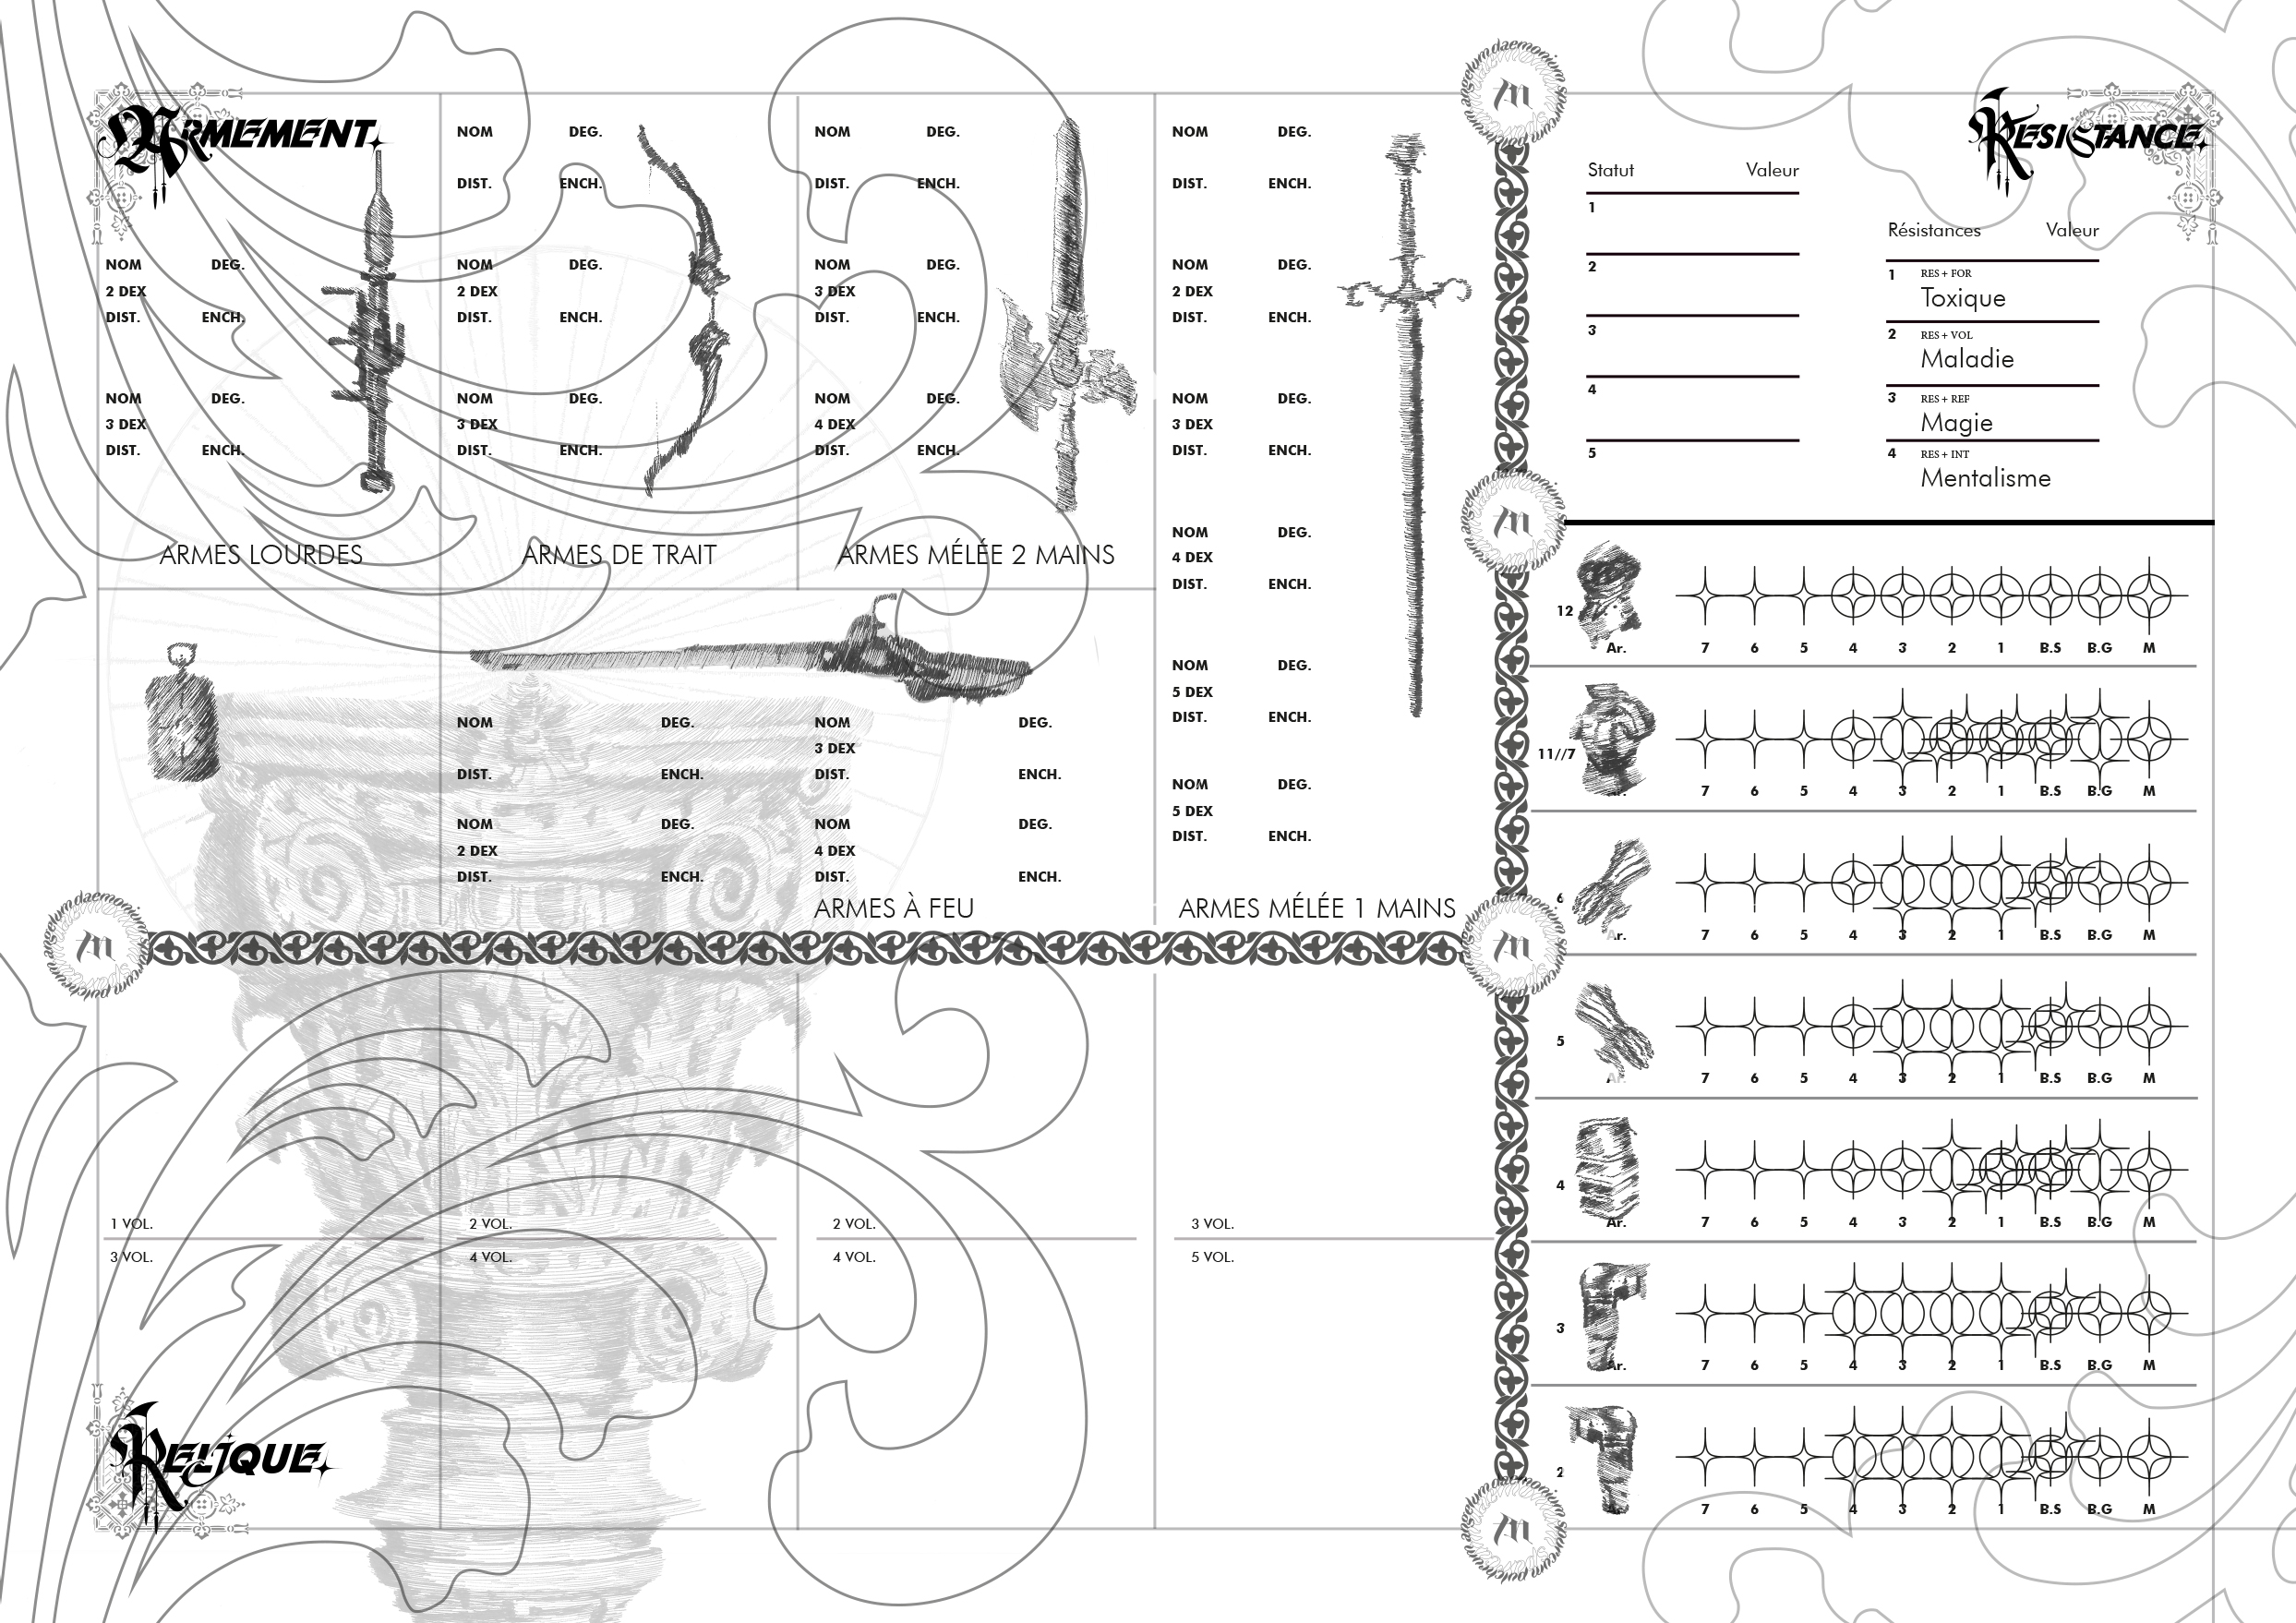 ARMEMENT
NOM DEG.
2 DEX
DIST. ENCH.
NOM DEG.
3 DEX
DIST. ENCH.
ARMES LOURDES
NOM DEG.
DIST. ENCH.
NOM DEG.
2 DEX
DIST. ENCH.
NOM DEG.
3 DEX
DIST. ENCH.
ARMES DE TRAIT
NOM DEG.
DIST. ENCH.
NOM DEG.
3 DEX
DIST. ENCH.
NOM DEG.
4 DEX
DIST. ENCH.
ARMES MÉLÉE 2 MAINS
NOM DEG.
DIST. ENCH.
NOM DEG.
2 DEX
DIST. ENCH.
NOM DEG.
3 DEX
DIST. ENCH.
NOM DEG.
4 DEX
DIST. ENCH.
NOM DEG.
5 DEX
DIST. ENCH.
NOM DEG.
5 DEX
DIST. ENCH.
ARMES MÉLÉE 1 MAINS
NOM DEG.
DIST. ENCH.
NOM DEG.
2 DEX
DIST. ENCH.
NOM DEG.
3 DEX
DIST. ENCH.
NOM DEG.
4 DEX
DIST. ENCH.
ARMES À FEU
1 VOL.
3 VOL.
2 VOL.
4 VOL.
2 VOL.
4 VOL.
3 VOL.
5 VOL.
RELIQUE
RESISTANCE
Statut Valeur
1
2
3
4
5
Résistances Valeur
1 RES + FOR
Toxique
2 RES + VOL
Maladie
3 RES + REF
Magie
4 RES + INT
Mentalisme
12
Ar. 7 6 5 4 3 2 1 B.S B.G M
11//7
Ar. 7 6 5 4 3 2 1 B.S B.G M
6
Ar. 7 6 5 4 3 2 1 B.S B.G M
5
Ar. 7 6 5 4 3 2 1 B.S B.G M
4
Ar. 7 6 5 4 3 2 1 B.S B.G M
3
Ar. 7 6 5 4 3 2 1 B.S B.G M
2
Ar. 7 6 5 4 3 2 1 B.S B.G M